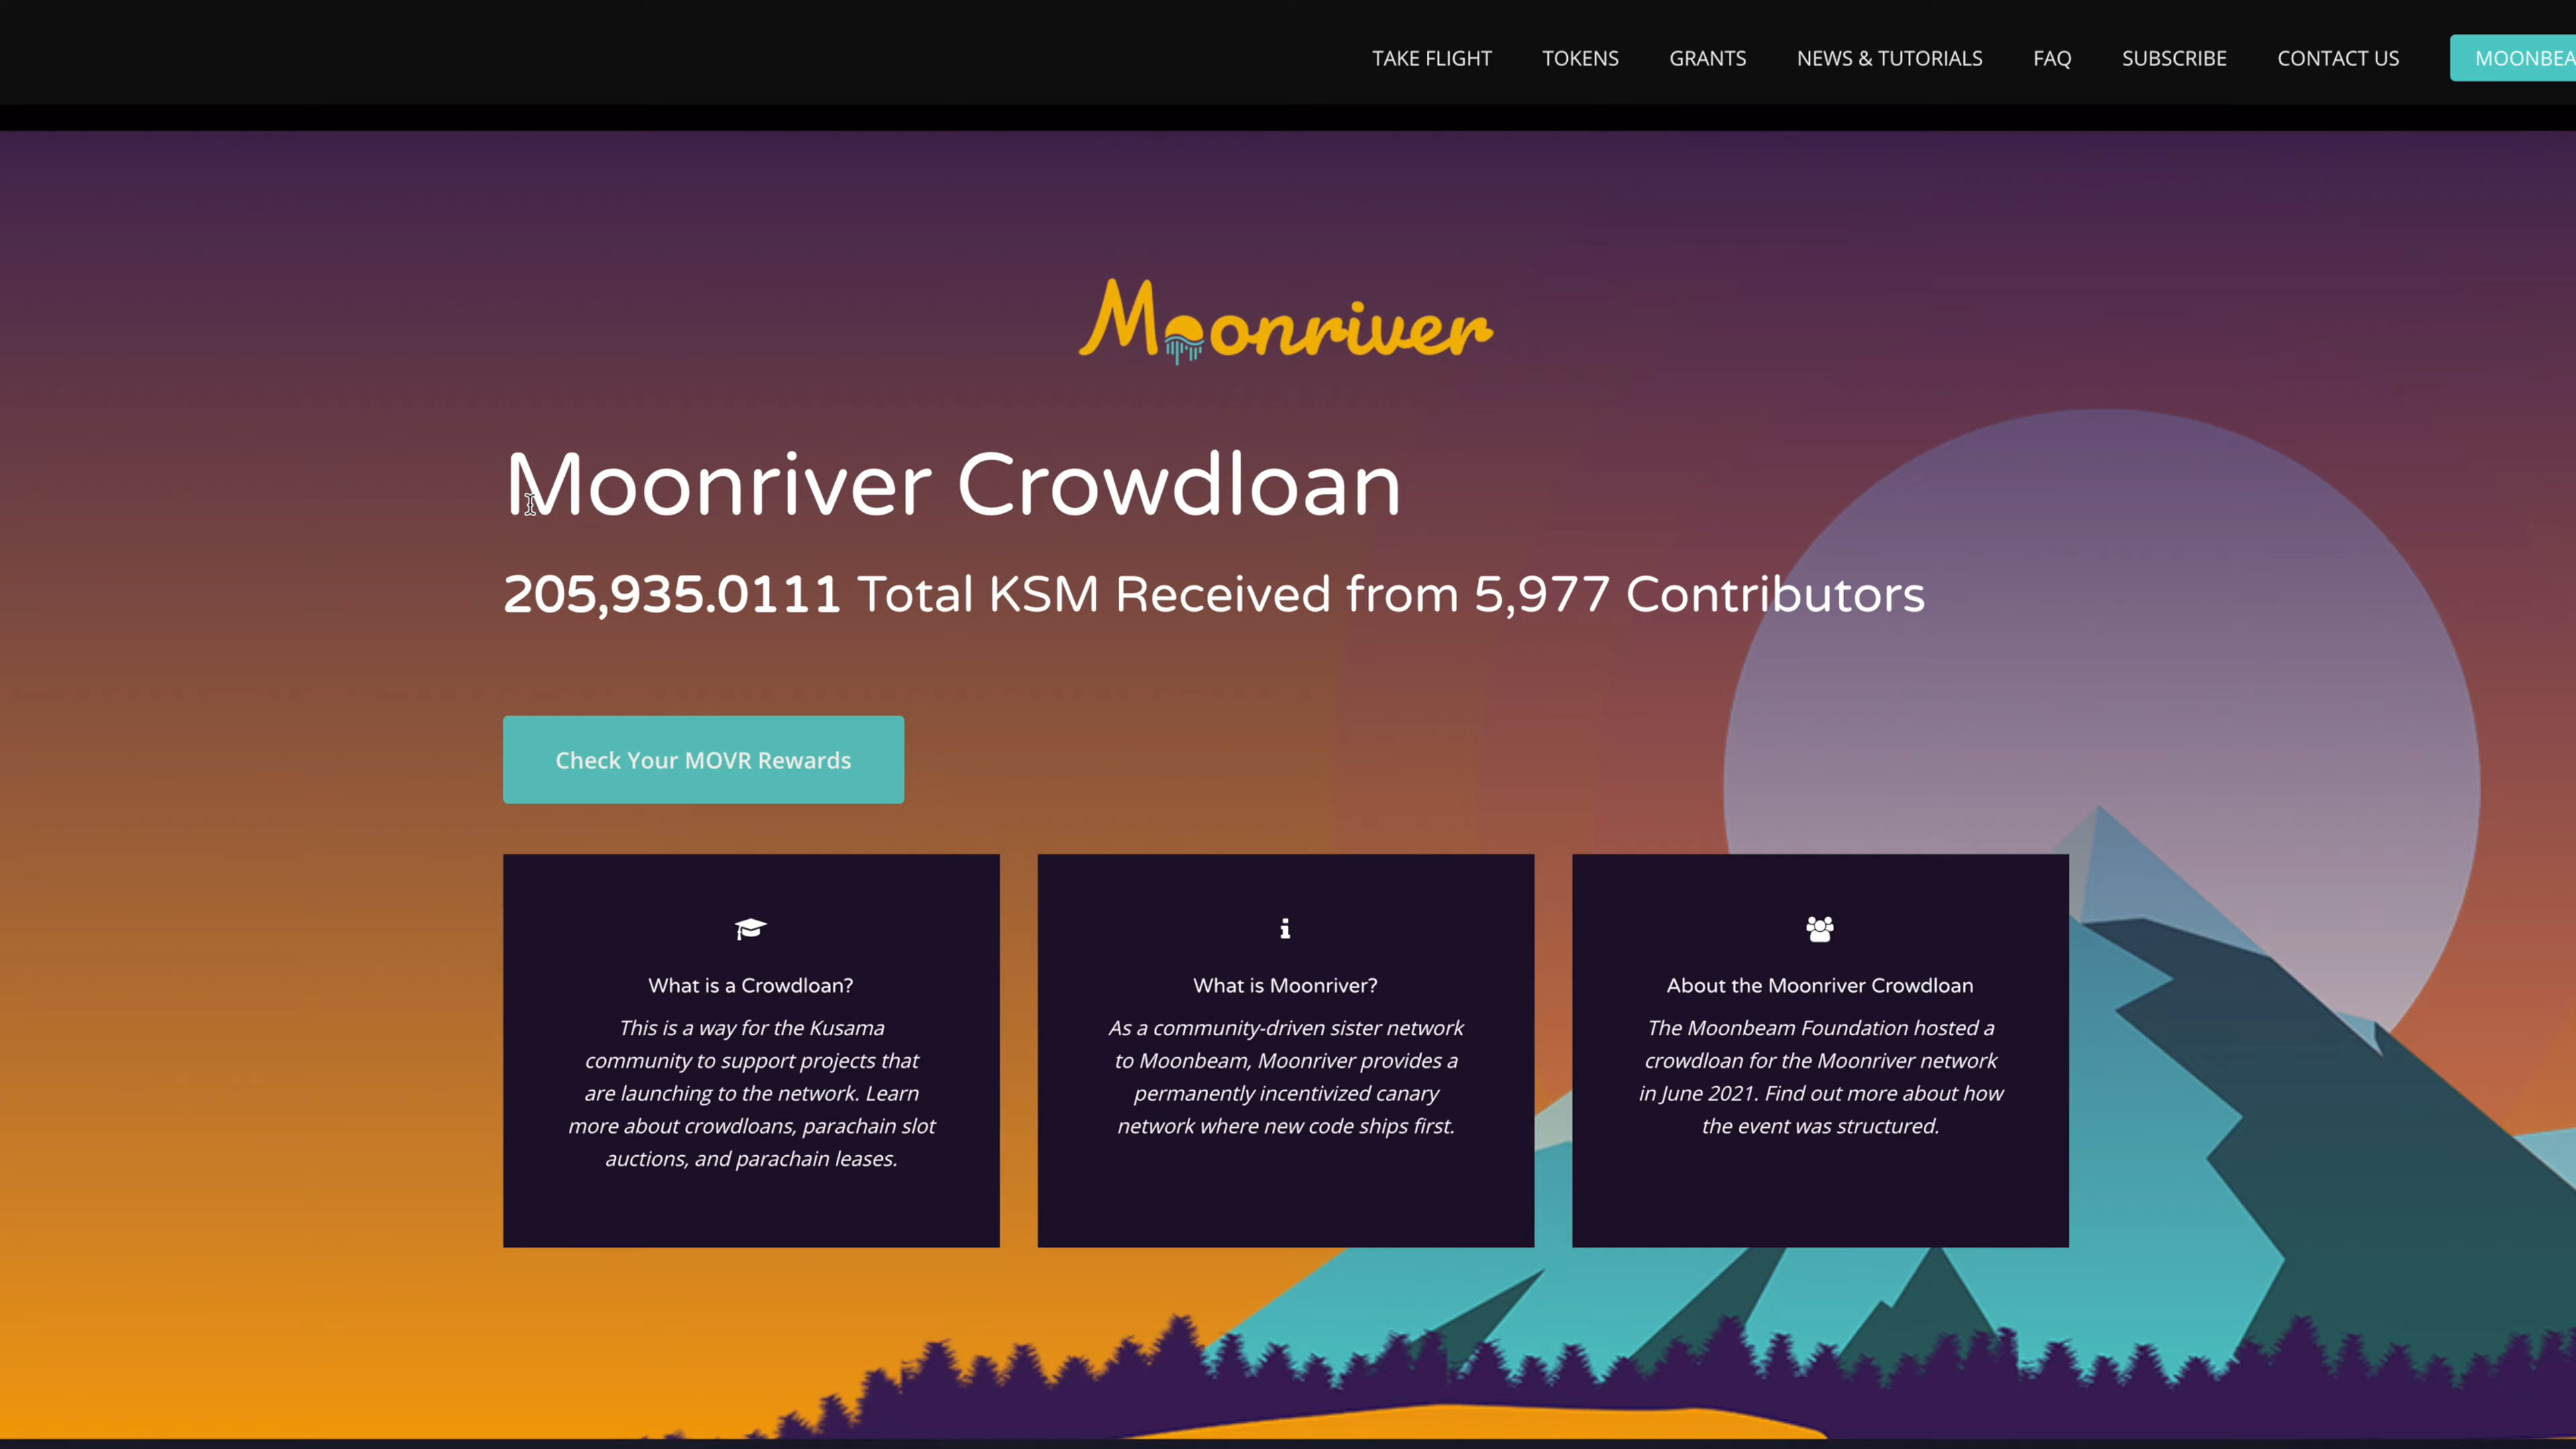 TAKE FLIGHT TOKENS GRANTS NEWS & TUTORIALS FAQ SUBSCRIBE CONTACT US
Moonriver
Moonriver Crowdloan
205,935.0111 Total KSM Received from 5,977 Contributors
Check Your MOVR Rewards
What is a Crowdloan?
This is a way for the Kusama
community to support projects that
are launching to the network. Learn
more about crowdloans, parachain slot
auctions, and parachain leases.
What is Moonriver?
As a community-driven sister network
to Moonbeam, Moonriver provides a
permanently incentivized canary
network where new code ships first.
About the Moonriver Crowdloan
The Moonbeam Foundation hosted a
crowdloan for the Moonriver network
in June 2021. Find out more about how
the event was structured.